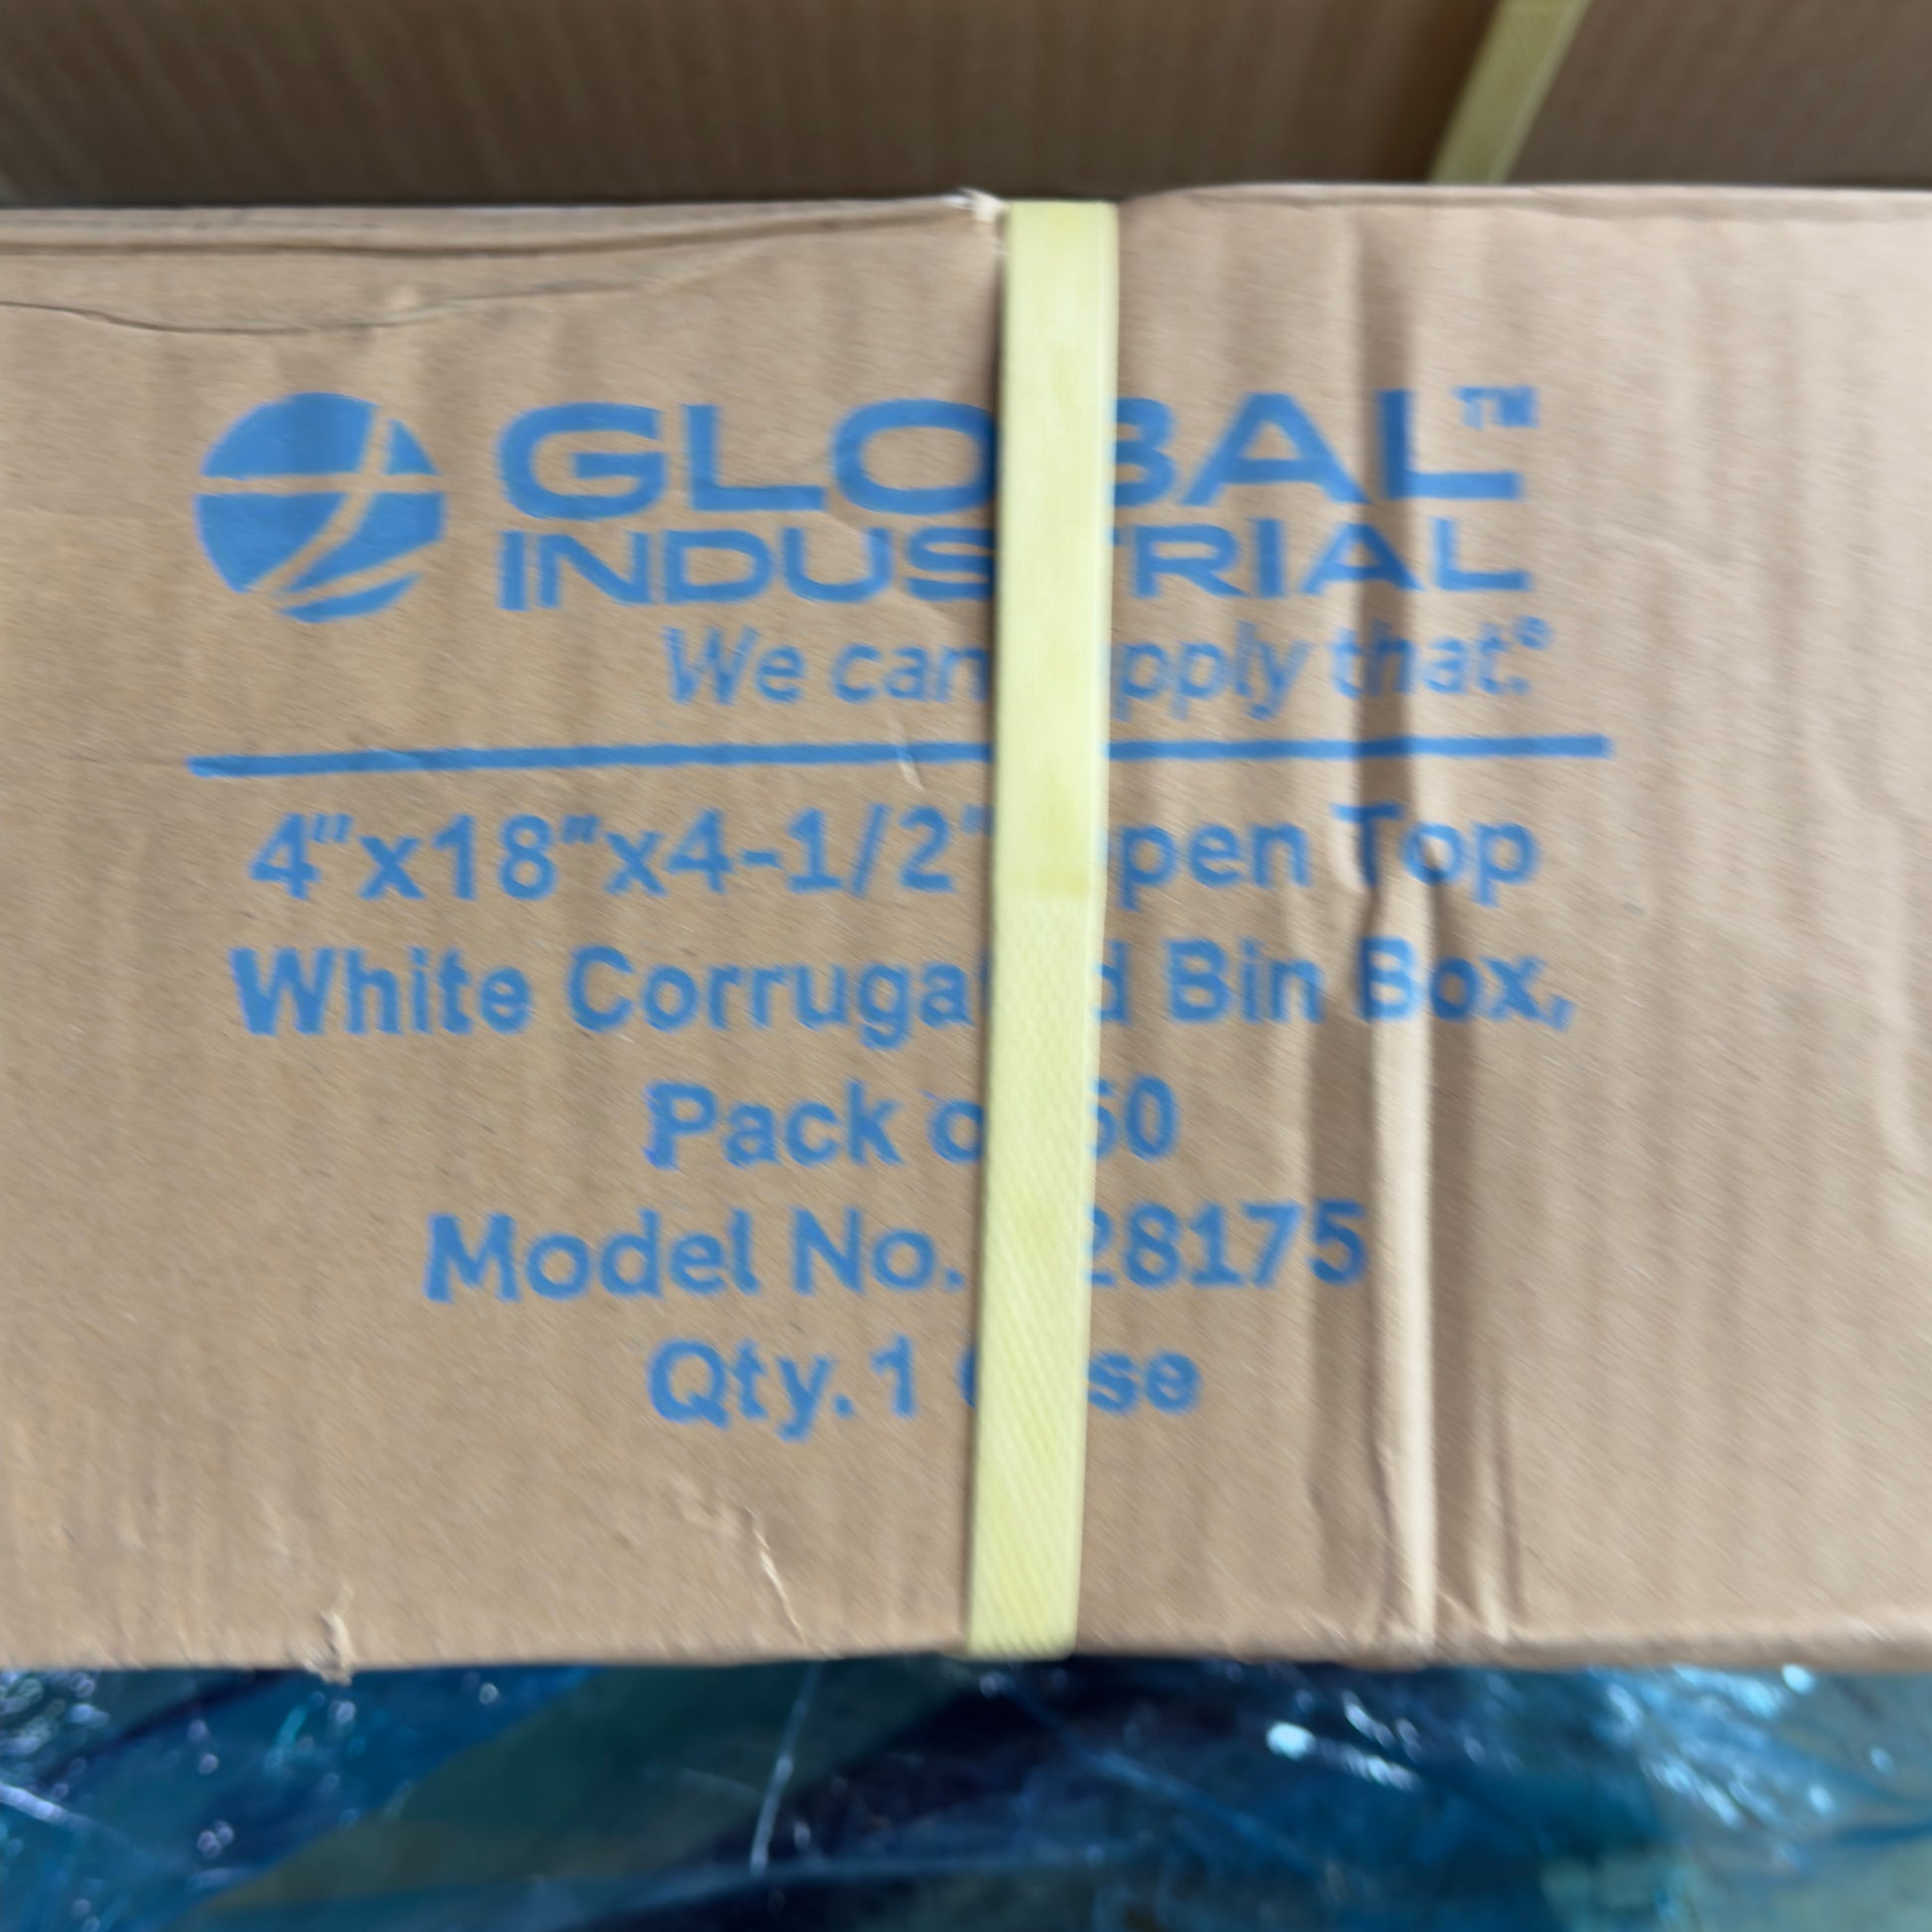 GLOBAL™
INDUSTRIAL
We can supply that.®
4"x18"x4-1/2" Open Top
White Corrugated Bin Box,
Pack of 50
Model No. 28175
Qty. 1 Case